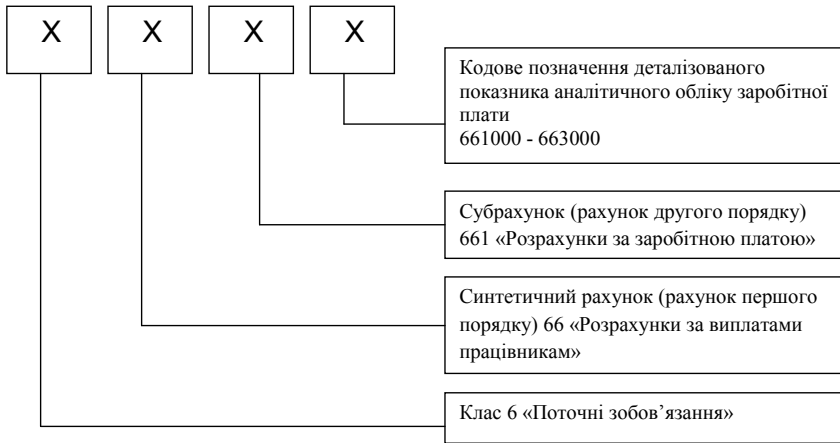 X X X X
Кодове позначення деталізованого
показника аналітичного обліку заробітної
плати
661000 - 663000
Субрахунок (рахунок другого порядку)
661 «Розрахунки за заробітною платою»
Синтетичний рахунок (рахунок першого
порядку) 66 «Розрахунки за виплатами
працівникам»
Клас 6 «Поточні зобов’язання»